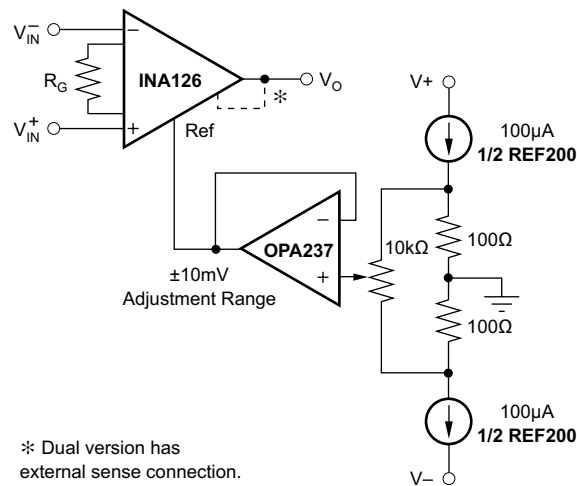 V−IN
−
RG
INA126
VO
*
V+IN
+
Ref
V+
100µA
1/2 REF200
−
OPA237
10kΩ
100Ω
+
±10mV
Adjustment Range
100Ω
100µA
1/2 REF200
* Dual version has
external sense connection.
V−